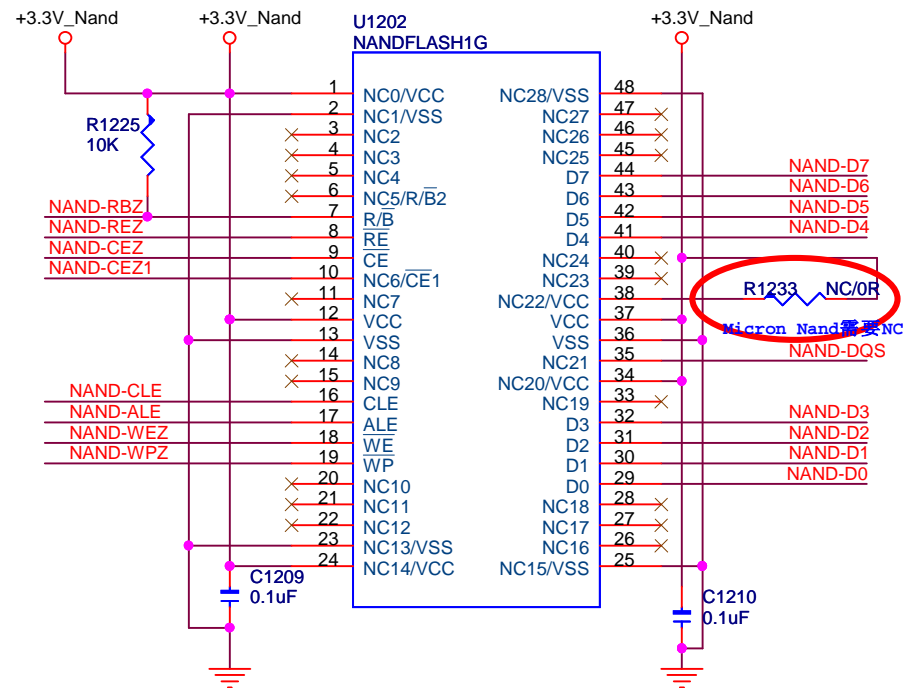 +3.3V_Nand
+3.3V_Nand
U1202
NANDFLASH1G
+3.3V_Nand
R1225
10K
NAND-RBZ
NAND-REZ
NAND-CEZ
NAND-CEZ1
NAND-CLE
NAND-ALE
NAND-WEZ
NAND-WPZ
1 NC0/VCC
2 NC1/VSS
3 NC2
4 NC3
5 NC4
6 NC5/R/B2
7 R/B
8 RE
9 CE
10 NC6/CE1
11 NC7
12 VCC
13 VSS
14 NC8
15 NC9
16 CLE
17 ALE
18 WE
19 WP
20 NC10
21 NC11
22 NC12
23 NC13/VSS
24 NC14/VCC
C1209
0.1uF
NC28/VSS 48
NC27 47
NC26 46
NC25 45
D7 44 NAND-D7
D6 43 NAND-D6
D5 42 NAND-D5
D4 41 NAND-D4
NC24 40
NC23 39
NC22/VCC 38
R1233 NC/0R
Micron Nand需要NC
VCC 37
VSS 36
NC21 35 NAND-DQS
NC20/VCC 34
NC19 33
D3 32 NAND-D3
D2 31 NAND-D2
D1 30 NAND-D1
D0 29 NAND-D0
NC18 28
NC17 27
NC16 26
NC15/VSS 25
C1210
0.1uF